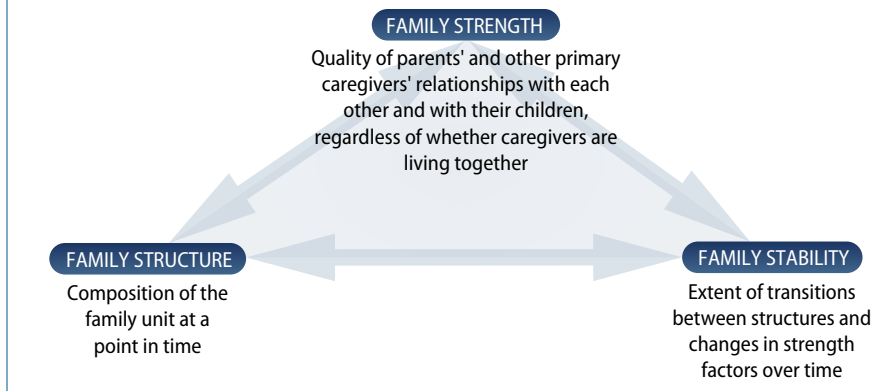 FAMILY STRENGTH
Quality of parents' and other primary
caregivers' relationships with each
other and with their children,
regardless of whether caregivers are
living together
FAMILY STRUCTURE
Composition of the
family unit at a
point in time
FAMILY STABILITY
Extent of transitions
between structures and
changes in strength
factors over time